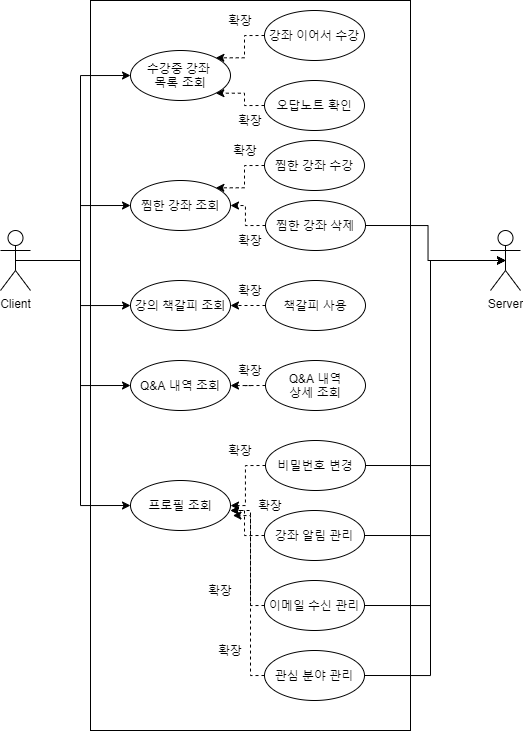 확장
강좌 이어서 수강
수강중 강좌
목록 조회
오답노트 확인
확장
확장
찜한 강좌 수강
찜한 강좌 조회
찜한 강좌 삭제
확장
Client
Server
확장
강의 책갈피 조회
책갈피 사용
확장
Q&A 내역 조회
Q&A 내역
상세 조회
확장
비밀번호 변경
프로필 조회
확장
강좌 알림 관리
확장
이메일 수신 관리
확장
관심 분야 관리